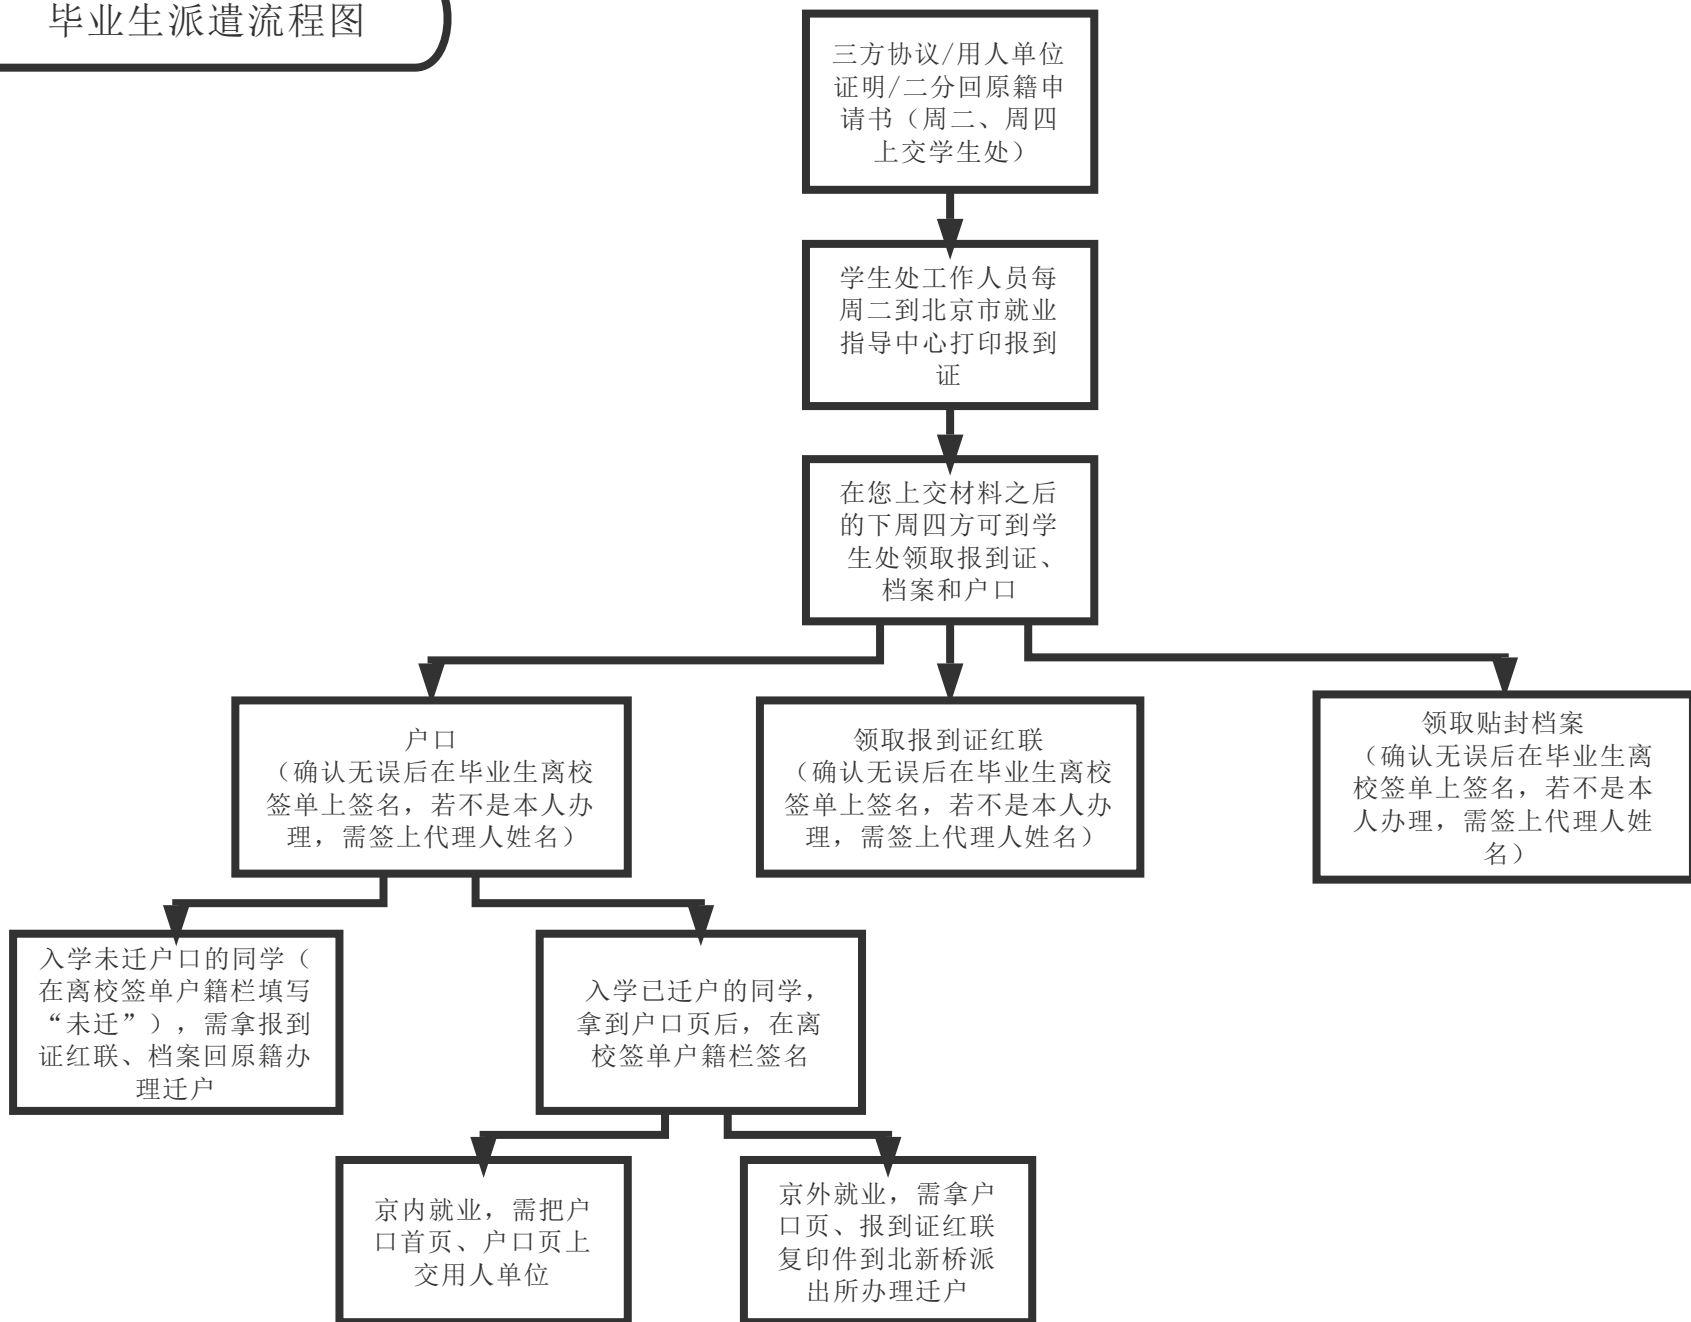 毕业生派遣流程图
三方协议/用人单位
证明/二分回原籍申
请书（周二、周四
上交学生处）
学生处工作人员每
周二到北京市就业
指导中心打印报到
证
在您上交材料之后
的下周四方可到学
生处领取报到证、
档案和户口
户口
（确认无误后在毕业生离校
签单上签名，若不是本人办
理，需签上代理人姓名）
领取报到证红联
（确认无误后在毕业生离校
签单上签名，若不是本人办
理，需签上代理人姓名）
领取贴封档案
（确认无误后在毕业生离
校签单上签名，若不是本
人办理，需签上代理人姓
名）
入学未迁户口的同学（
在离校签单户籍栏填写
“未迁”），需拿报到
证红联、档案回原籍办
理迁户
入学已迁户的同学，
拿到户口页后，在离
校签单户籍栏签名
京内就业，需把户
口首页、户口页上
交用人单位
京外就业，需拿户
口页、报到证红联
复印件到北新桥派
出所办理迁户